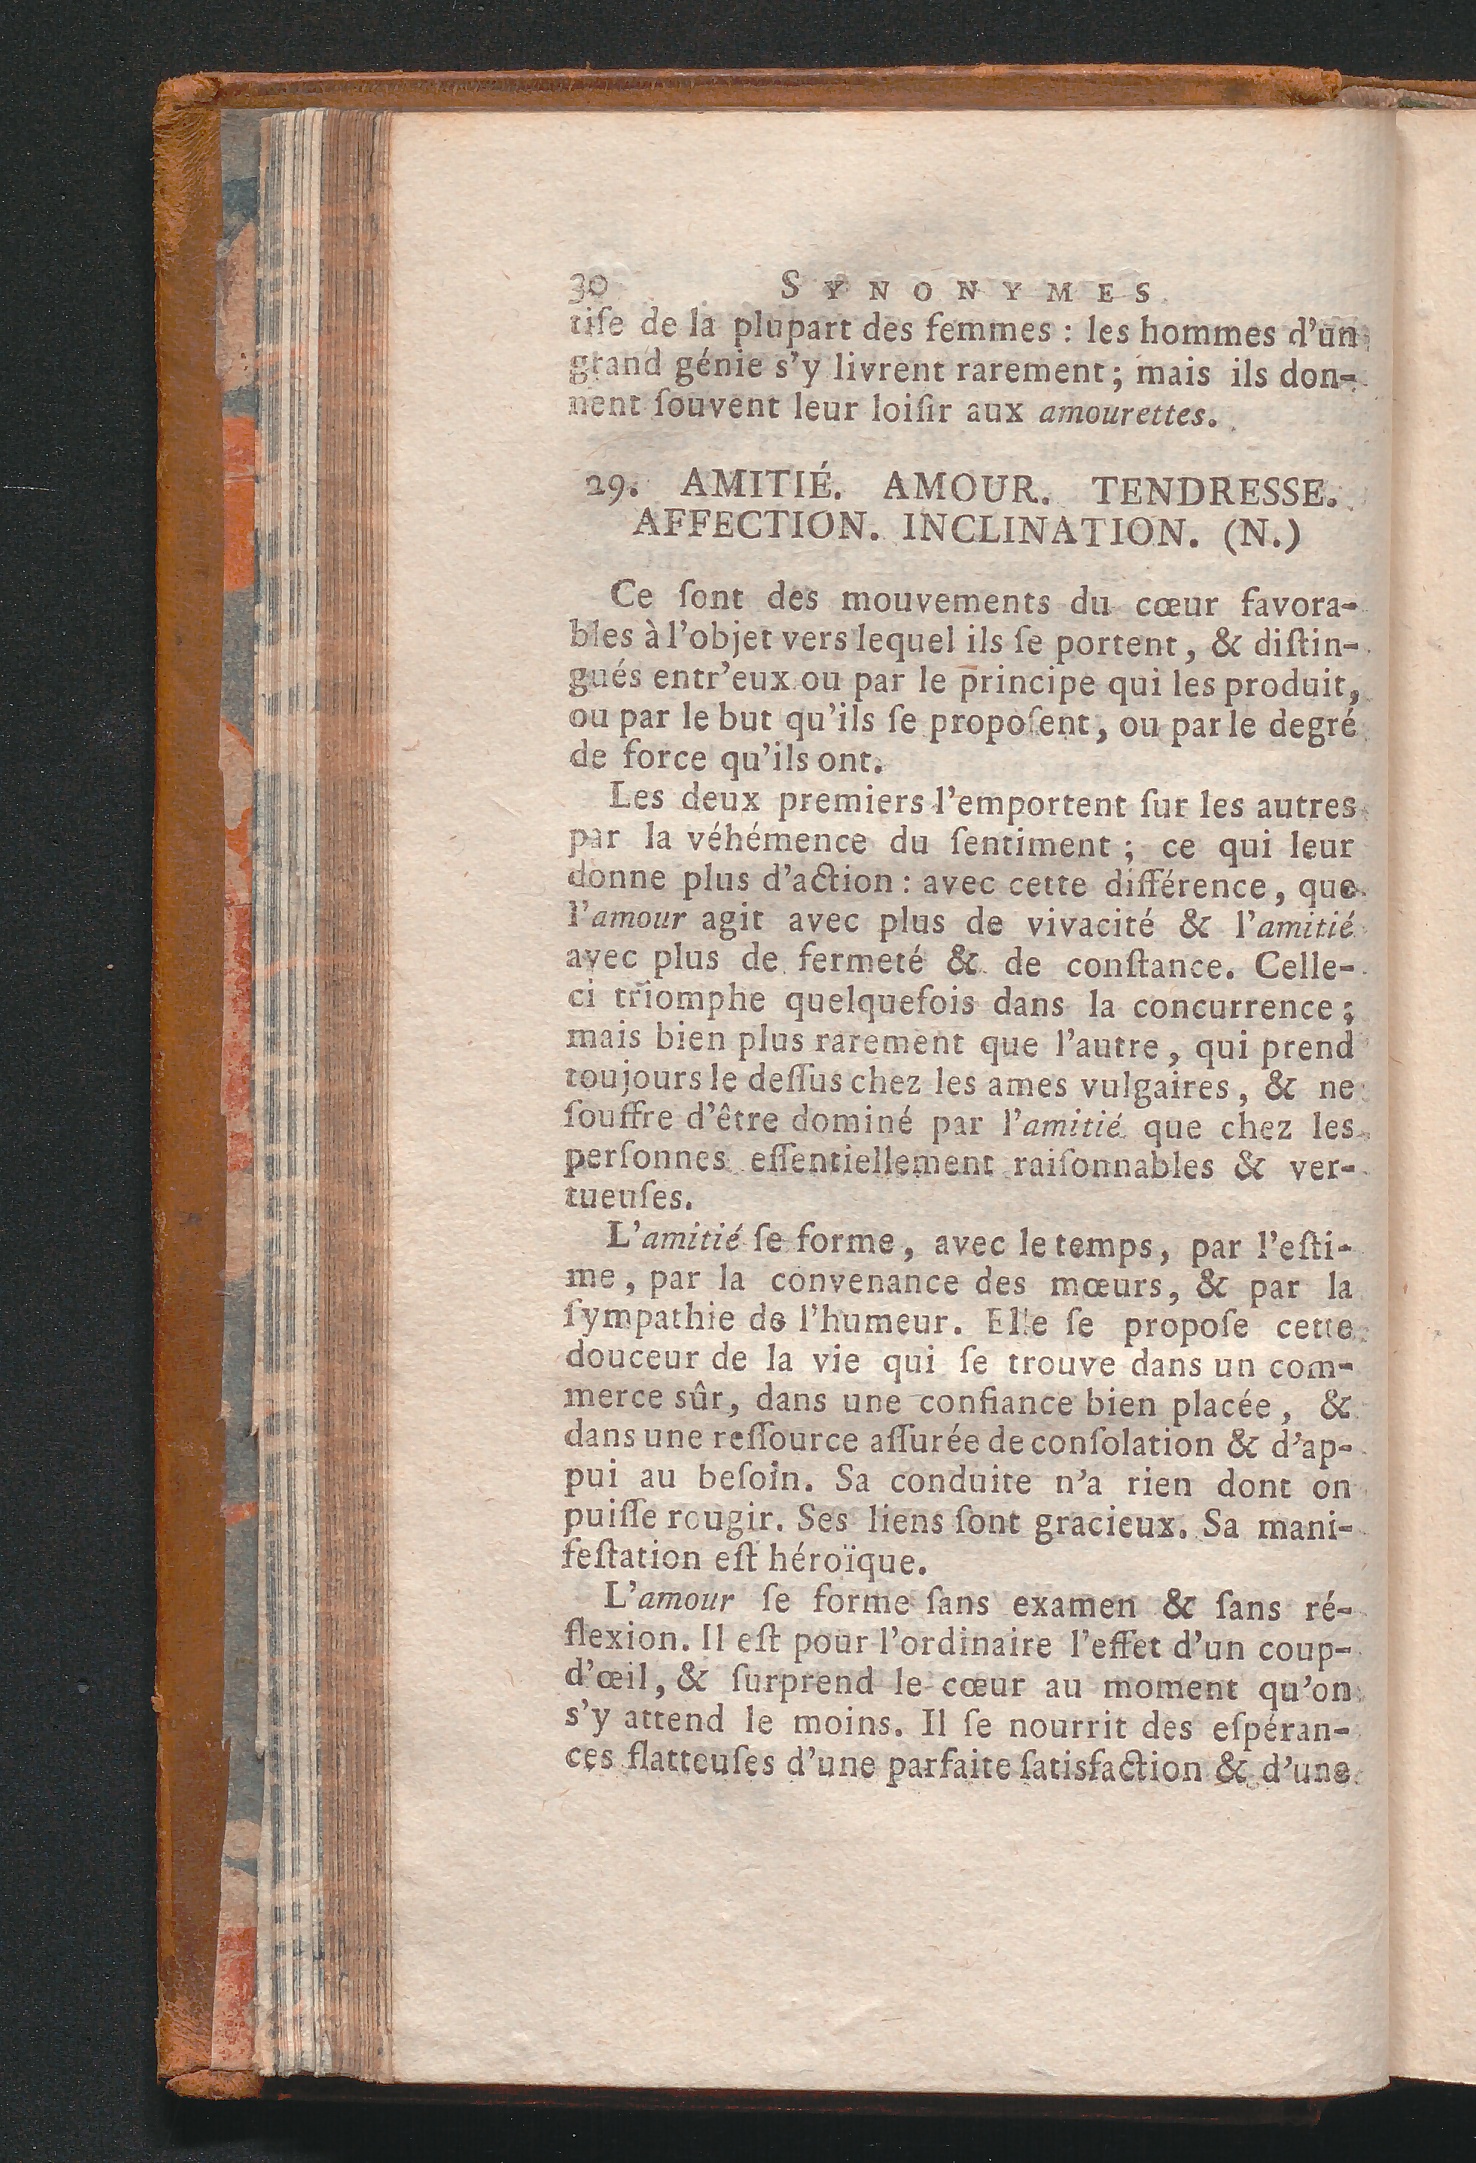 30 SYNONYMES
tiſe de la plupart des femmes : les hommes d'un
grand génie s'y livrent rarement ; mais ils don-
nent ſouvent leur loiſir aux amourettes.
29. AMITIÉ. AMOUR. TENDRESSE.
AFFECTION. INCLINATION. (N.)
Ce ſont des mouvements du cœur favora-
bles à l'objet vers lequel ils ſe portent, & diſtin-
gués entr'eux ou par le principe qui les produit,
ou par le but qu'ils ſe propoſent, ou par le degré
de force qu'ils ont.
Les deux premiers l'emportent ſur les autres
par la véhémence du ſentiment ; ce qui leur
donne plus d'action : avec cette différence, que
l'amour agit avec plus de vivacité & l'amitié
avec plus de fermeté & de conſtance. Celle-
ci triomphe quelquefois dans la concurrence ;
mais bien plus rarement que l'autre, qui prend
toujours le deſſus chez les ames vulgaires, & ne
ſouffre d'être dominé par l'amitié que chez les
perſonnes eſſentiellement raiſonnables & ver-
tueuſes.
L'amitié ſe forme, avec le temps, par l'eſti-
me, par la convenance des mœurs, & par la
ſympathie de l'humeur. Elle ſe propoſe cette
douceur de la vie qui ſe trouve dans un com-
merce sûr, dans une confiance bien placée, &
dans une reſſource aſſurée de conſolation & d'ap-
pui au beſoin. Sa conduite n'a rien dont on
puiſſe rougir. Ses liens ſont gracieux. Sa mani-
feſtation eſt héroïque.
L'amour ſe forme ſans examen & ſans ré-
flexion. Il eſt pour l'ordinaire l'effet d'un coup-
d'œil, & ſurprend le cœur au moment qu'on
s'y attend le moins. Il ſe nourrit des eſpéran-
ces flatteuſes d'une parfaite ſatisfaction & d'une